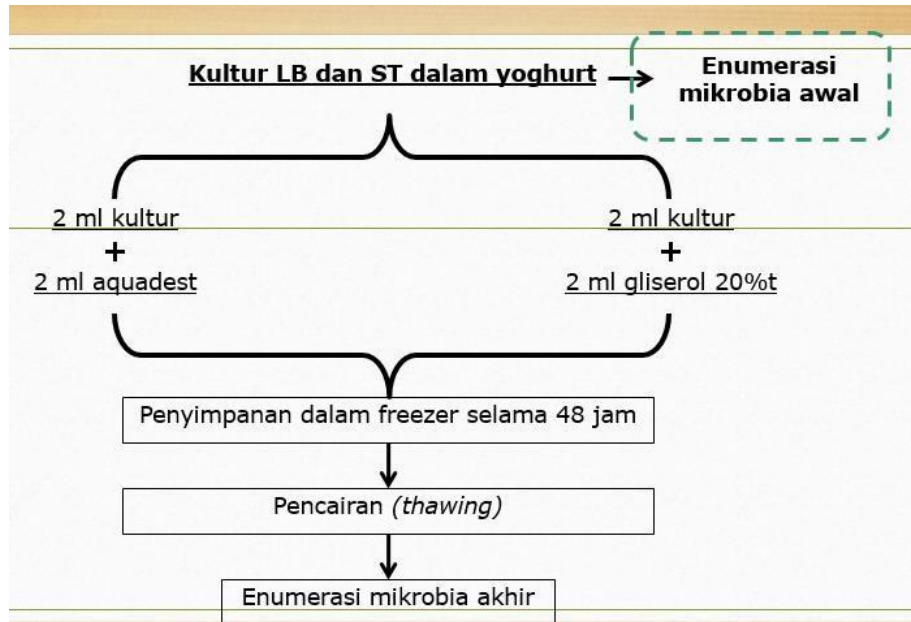 Kultur LB dan ST dalam yoghurt
Enumerasi
mikrobia awal
2 ml kultur
+
2 ml aquadest
2 ml kultur
+
2 ml gliserol 20%t
Penyimpanan dalam freezer selama 48 jam
Pencairan (thawing)
Enumerasi mikrobia akhir